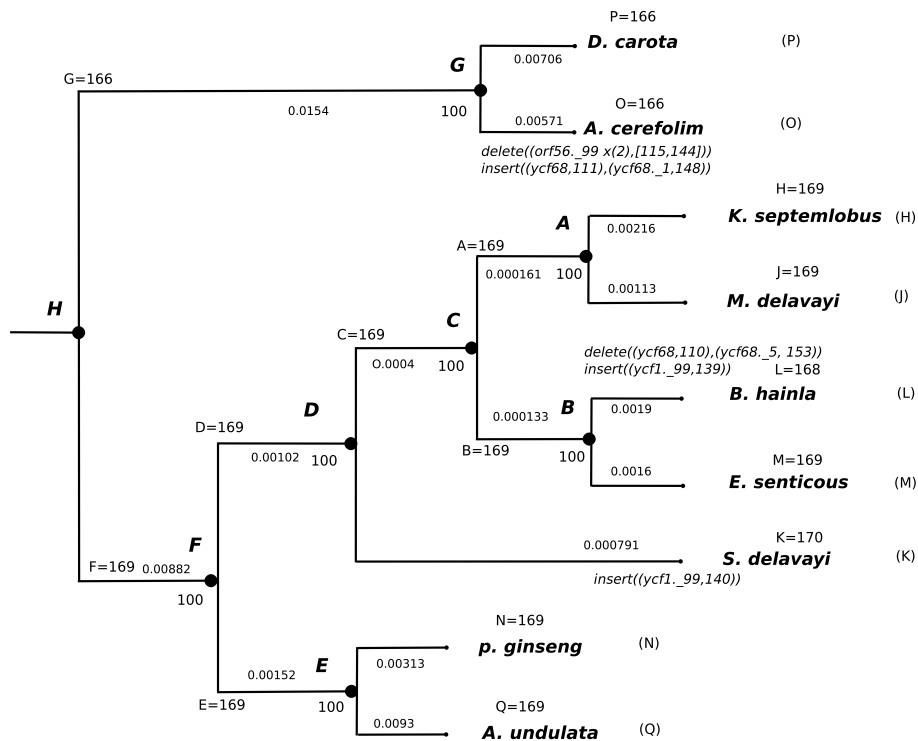 P=166
D. carota (P)
G
G=166
0.00706
100
0.0154
O=166
0.00571
A. cerefolim (O)
delete((orf56._99 x(2),[115,144]))
insert((ycf68,111),(ycf68._1,148))
H=169
K. septemlobus (H)
A
0.00216
A=169
100
0.000161
J=169
0.00113
M. delavayi (J)
H
C
C=169
100
O.0004
delete((ycf68,110),(ycf68._5, 153))
insert((ycf1._99,139)) L=168
B. hainla (L)
0.0019
B
0.000133
D
D=169
B=169
100
0.00102
100
M=169
0.0016
E. senticous (M)
K=170
0.000791
S. delavayi (K)
F
F=169 0.00882
insert((ycf1._99,140))
100
N=169
p. ginseng (N)
0.00313
E
0.00152
E=169
100
Q=169
0.0093
A. undulata (Q)